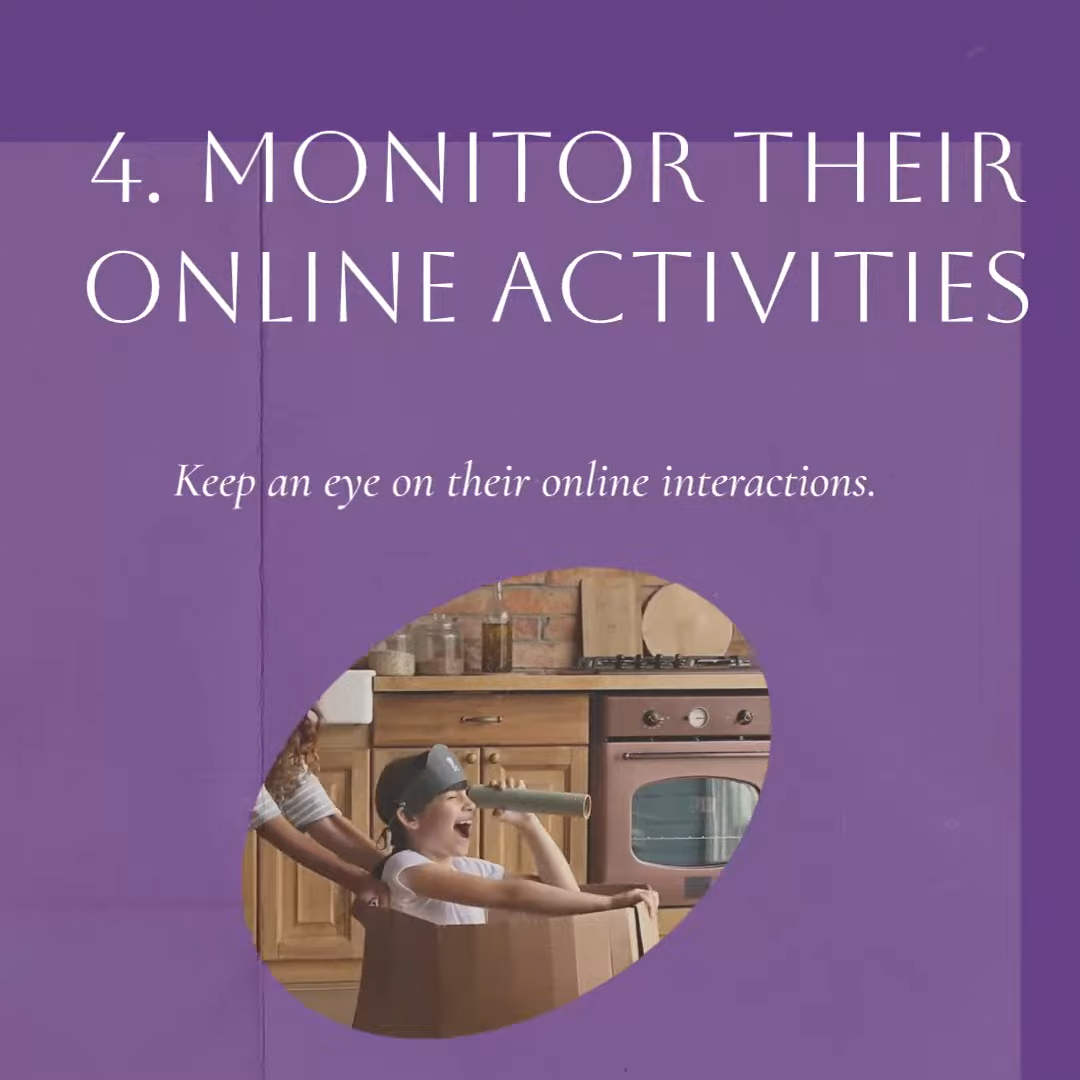 4. MONITOR THEIR
ONLINE ACTIVITIES
Keep an eye on their online interactions.